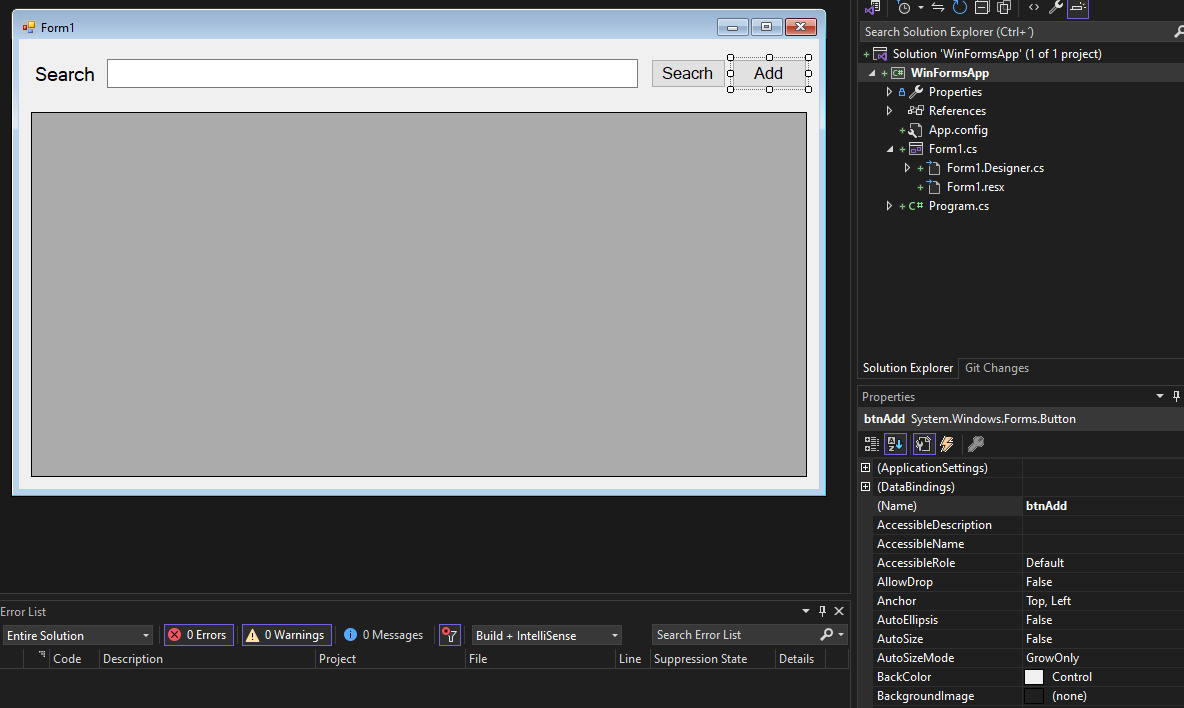 Form1
Search
Seacrh
Add
Search Solution Explorer (Ctrl+¨)
Solution 'WinFormsApp' (1 of 1 project)
C# WinFormsApp
Properties
References
App.config
Form1.cs
Form1.Designer.cs
Form1.resx
C# Program.cs
Solution Explorer Git Changes
Properties
btnAdd System.Windows.Forms.Button
(ApplicationSettings)
(DataBindings)
(Name) btnAdd
AccessibleDescription
AccessibleName
AccessibleRole Default
AllowDrop False
Anchor Top, Left
AutoEllipsis False
AutoSize False
AutoSizeMode GrowOnly
BackColor Control
BackgroundImage (none)
Error List
Entire Solution 0 Errors 0 Warnings 0 Messages Build + IntelliSense Search Error List
Code Description Project File Line Suppression State Details